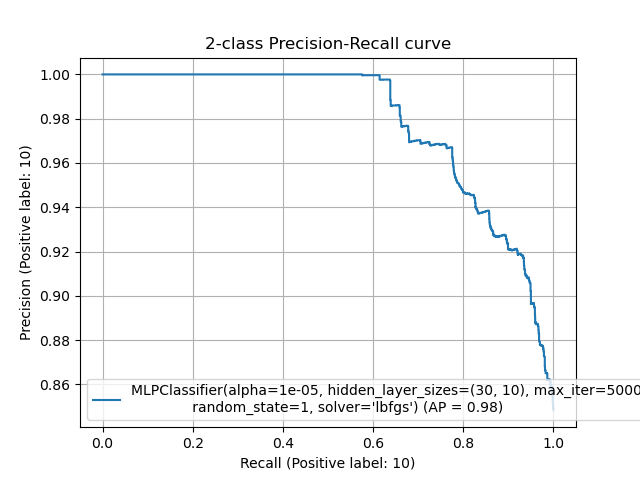 2-class Precision-Recall curve
1.00
0.98
0.96
0.94
0.92
0.90
0.88
0.86
Precision (Positive label: 10)
MLPClassifier(alpha=1e-05, hidden_layer_sizes=(30, 10), max_iter=5000
random_state=1, solver='lbfgs') (AP = 0.98)
0.0 0.2 0.4 0.6 0.8 1.0
Recall (Positive label: 10)